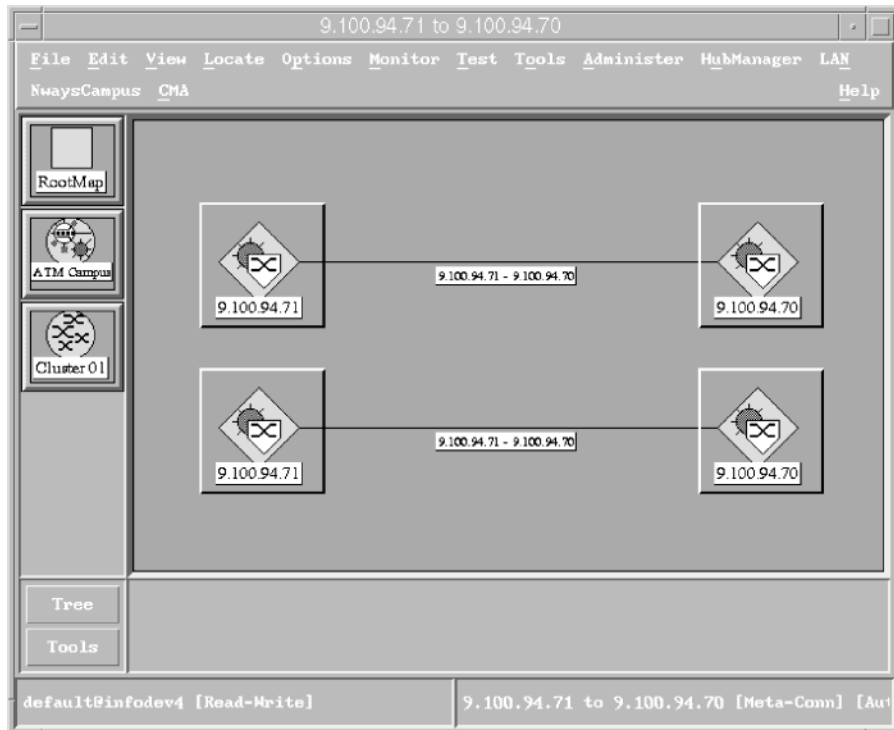 9.100.94.71 to 9.100.94.70
File Edit View Locate Options Monitor Test Tools Administer HubManager LAN
NwaysCampus CMA Help
RootMap
ATM Campus
Cluster 01
9.100.94.71
9.100.94.71 - 9.100.94.70
9.100.94.70
9.100.94.71
9.100.94.71 - 9.100.94.70
9.100.94.70
Tree
Tools
default@infodev4 [Read-Write]
9.100.94.71 to 9.100.94.70 [Meta-Conn] [Aut